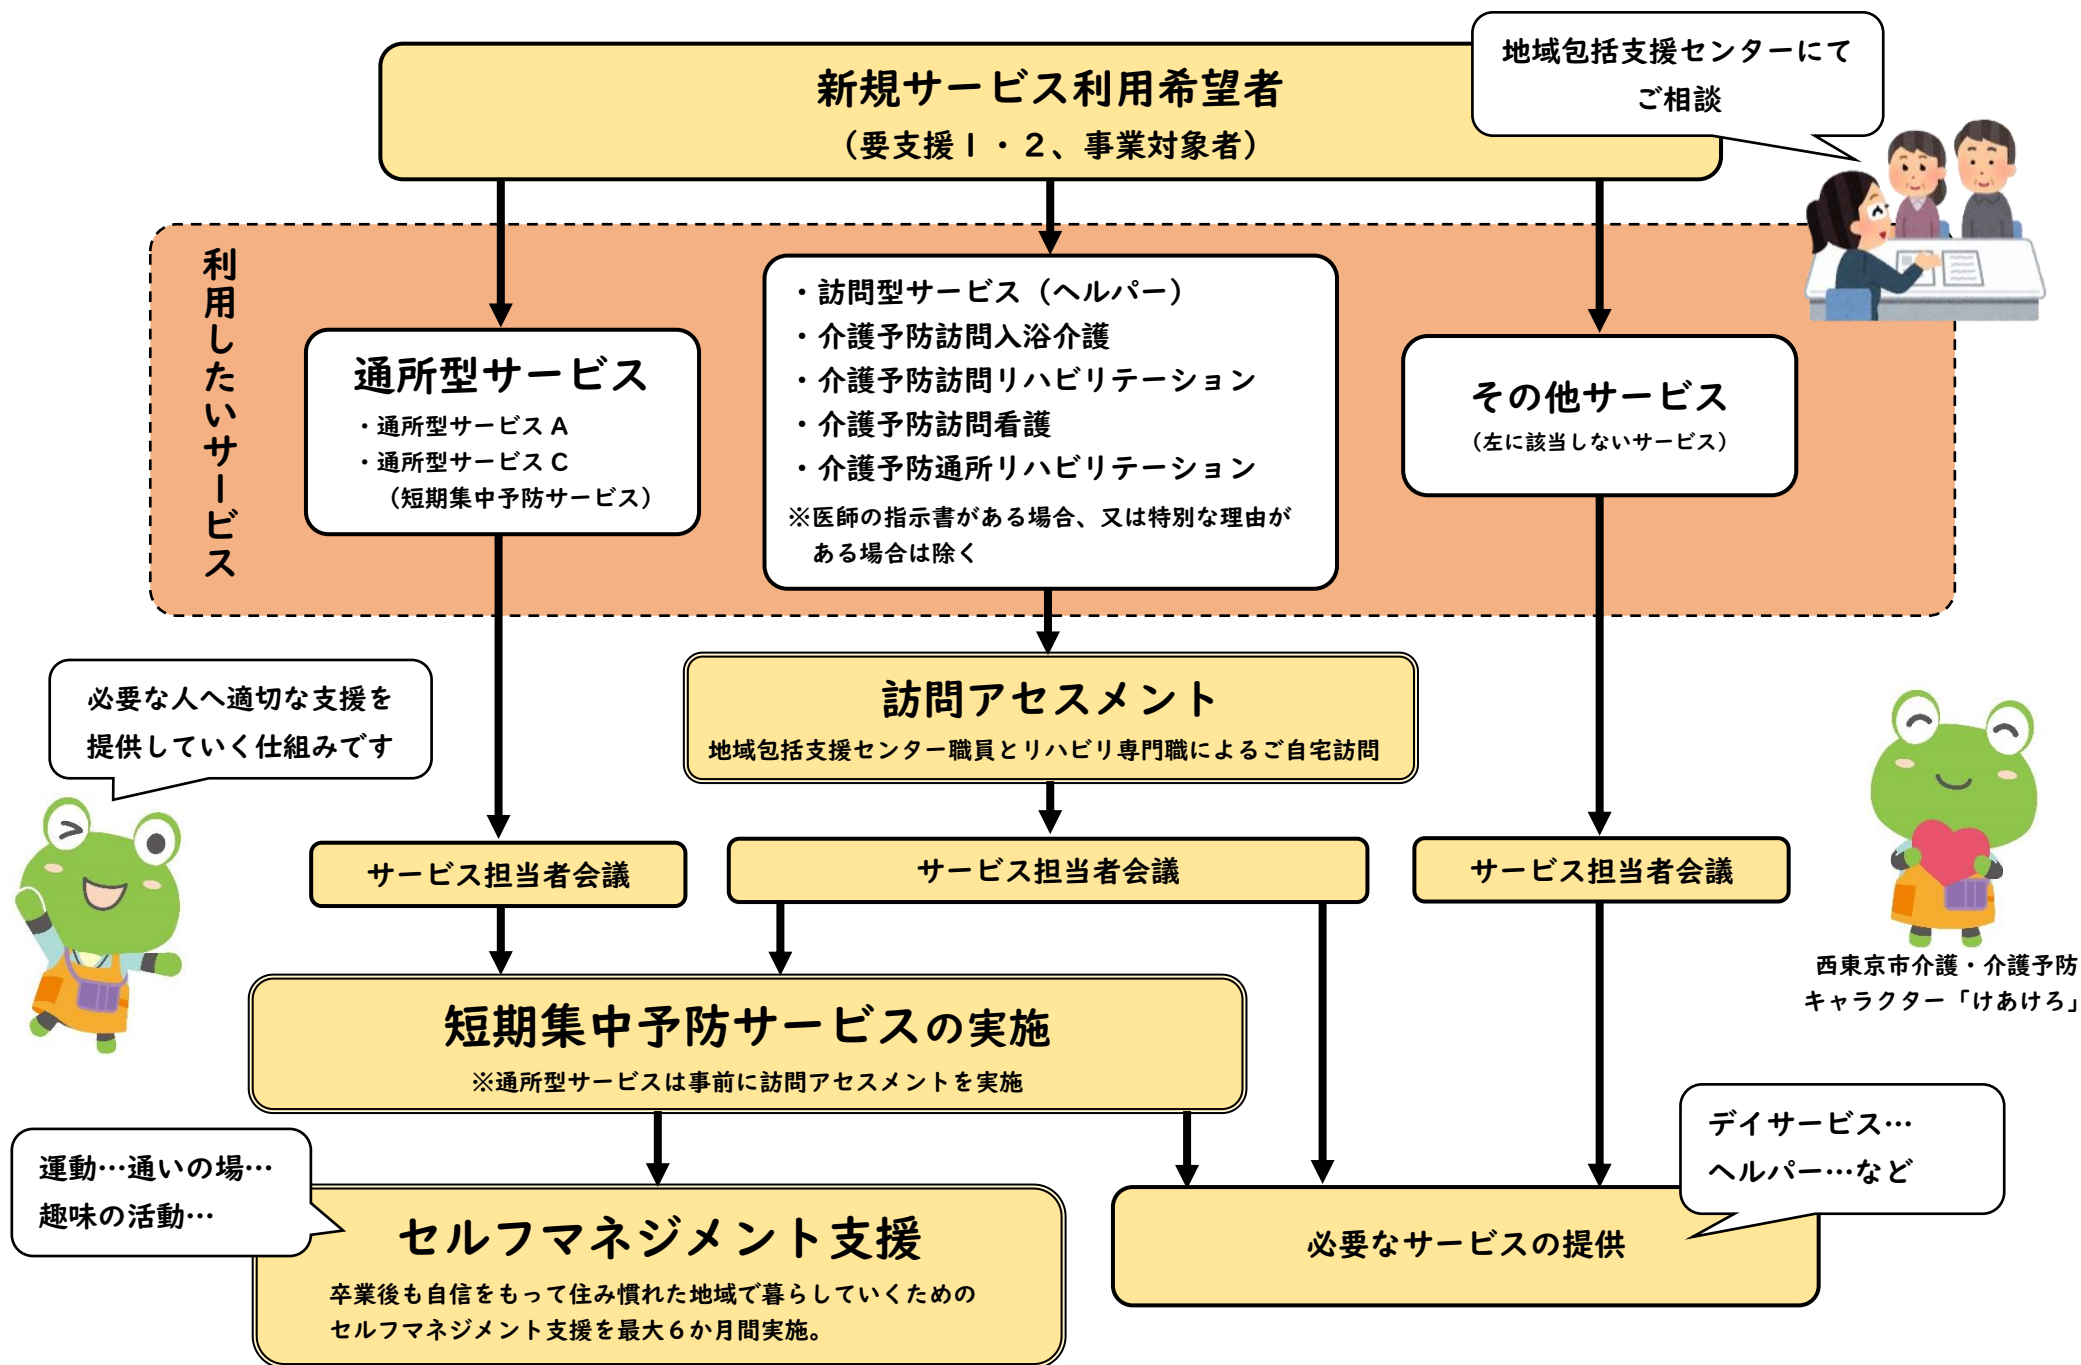 地域包括支援センターにて
ご相談
新規サービス利用希望者
（要支援１・２、事業対象者）
利用したいサービス
通所型サービス
・通所型サービス A
・通所型サービス C
（短期集中予防サービス）
・訪問型サービス（ヘルパー）
・介護予防訪問入浴介護
・介護予防訪問リハビリテーション
・介護予防訪問看護
・介護予防通所リハビリテーション
※医師の指示書がある場合、又は特別な理由が
ある場合は除く
その他サービス
（左に該当しないサービス）
必要な人へ適切な支援を
提供していく仕組みです
訪問アセスメント
地域包括支援センター職員とリハビリ専門職によるご自宅訪問
サービス担当者会議
サービス担当者会議
サービス担当者会議
西東京市介護・介護予防
キャラクター「けあけろ」
短期集中予防サービスの実施
※通所型サービスは事前に訪問アセスメントを実施
運動…通いの場…
趣味の活動…
セルフマネジメント支援
卒業後も自信をもって住み慣れた地域で暮らしていくための
セルフマネジメント支援を最大６か月間実施。
デイサービス…
ヘルパー…など
必要なサービスの提供